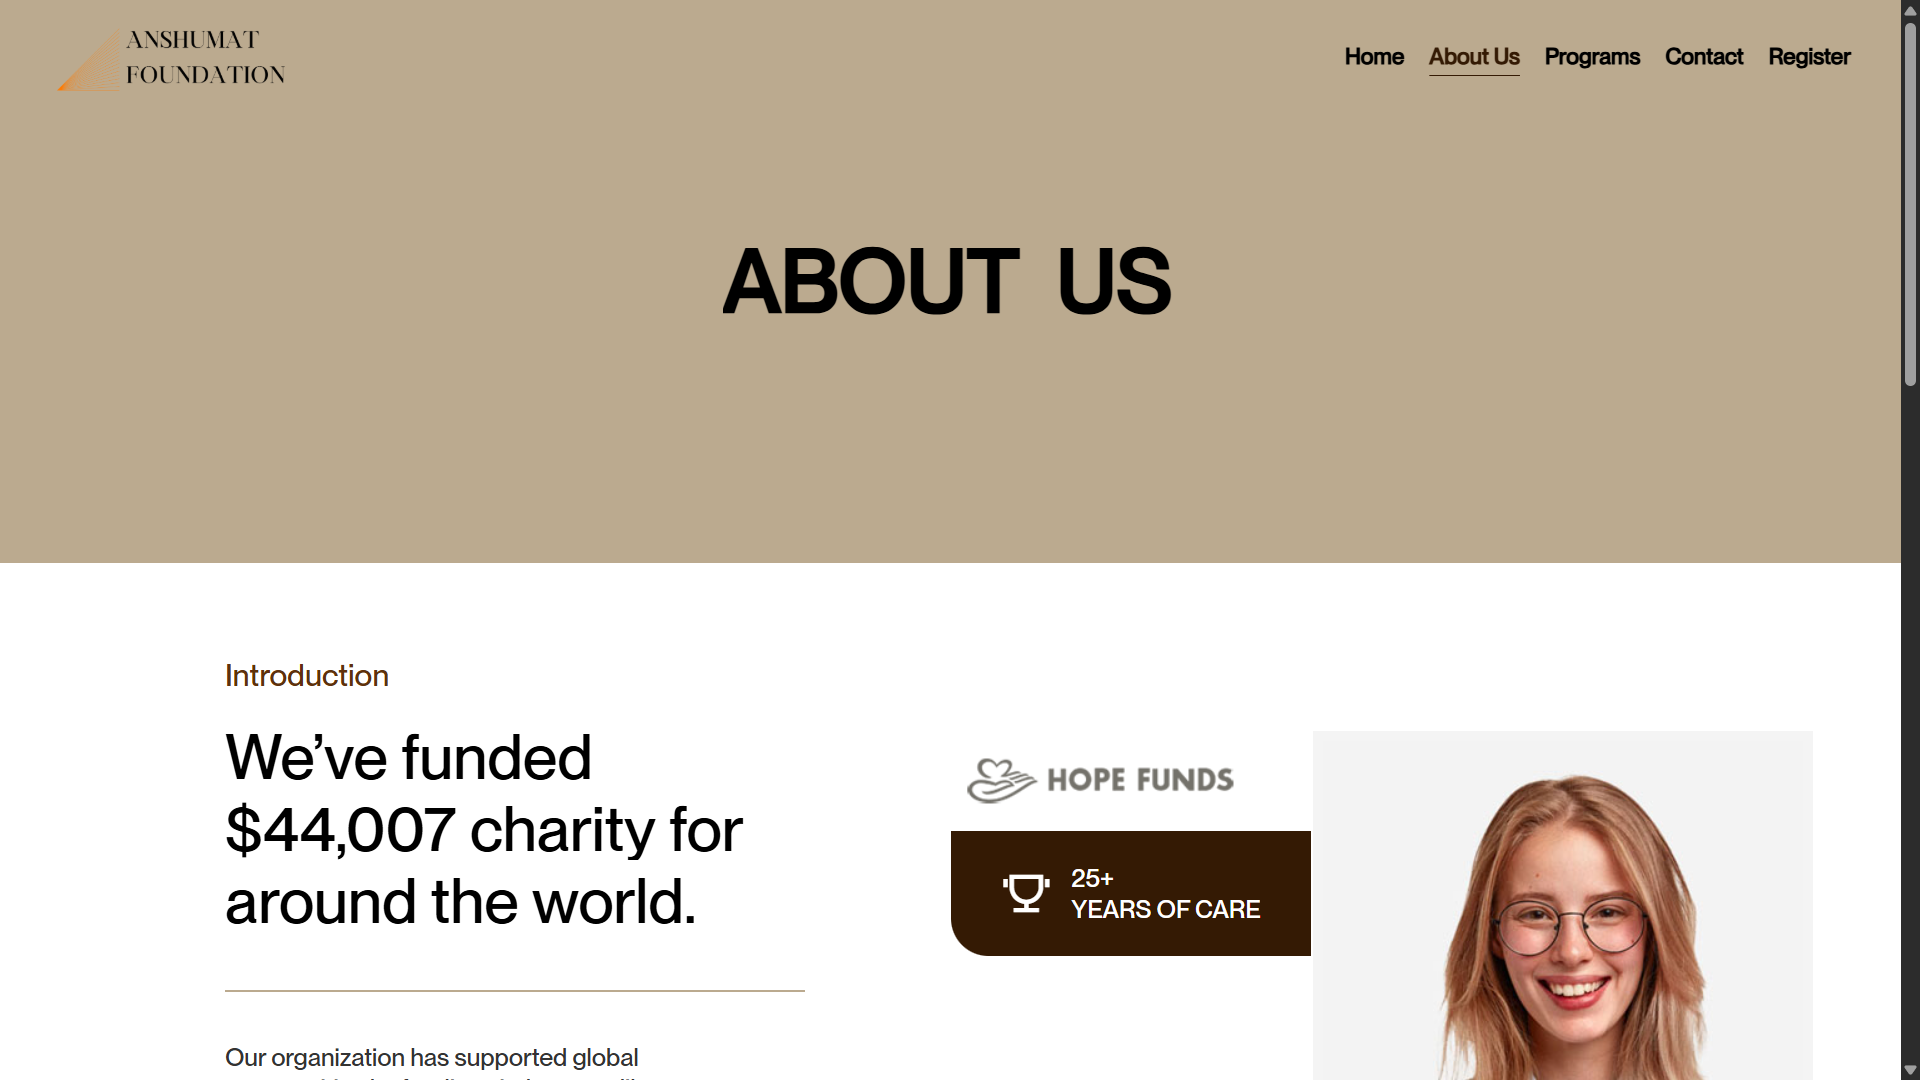 ANSHUMAT
FOUNDATION
Home About Us Programs Contact Register
ABOUT US
Introduction
We’ve funded
$44,007 charity for
around the world.
HOPE FUNDS
25+
YEARS OF CARE
Our organization has supported global